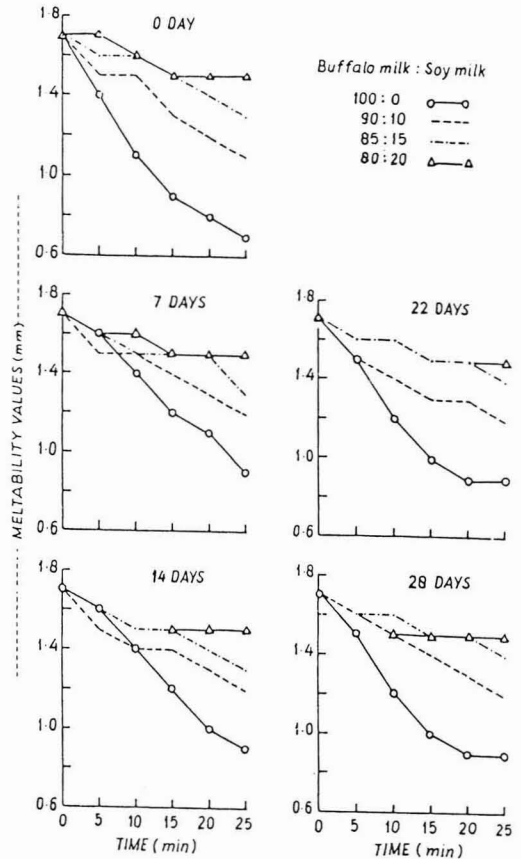 0 DAY
1·8
1·4
1·0
0·6
Buffalo milk : Soy milk
100:0
90:10
85:15
80:20
MELTABILITY VALUES (mm)
7 DAYS
1·8
1·4
1·0
0·6
22 DAYS
1·8
1·4
1·0
0·6
14 DAYS
1·8
1·4
1·0
0·6
0 5 10 15 20 25
TIME (min)
28 DAYS
1·8
1·4
1·0
0·6
0 5 10 15 20 25
TIME (min)